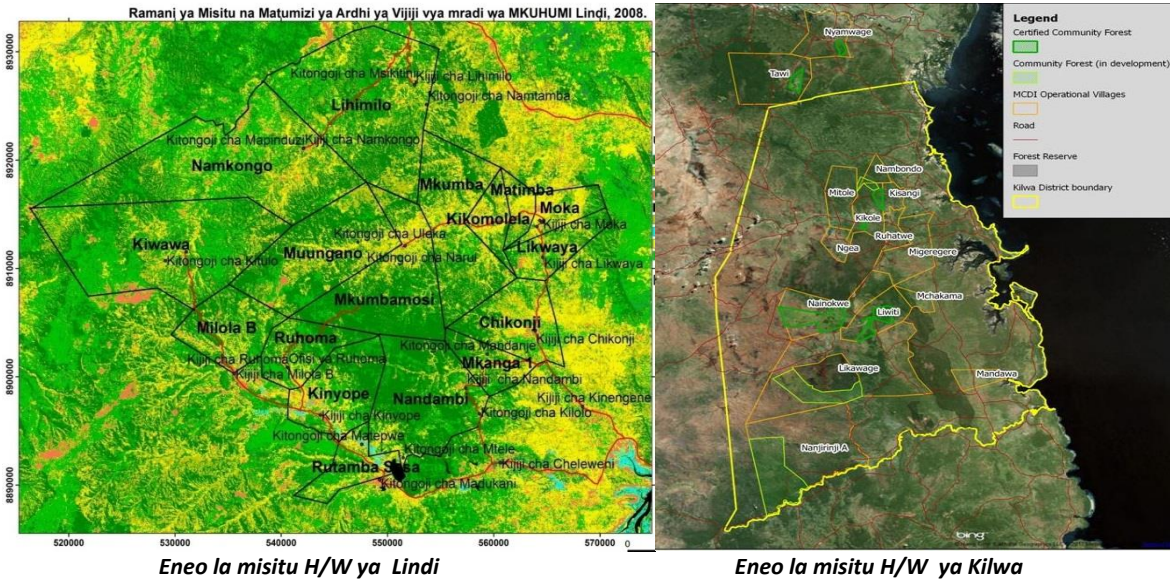 Ramani ya Misitu na Matumizi ya Ardhi ya Vijiji vya mradi wa MKUHUMI Lindi, 2008.
8930000
8920000
8910000
8900000
8890000
Kitongoji cha Msikitini
Kijiji cha Lihimilo
Lihimilo
Kitongoji cha Namtamba
Kitongoji cha Mapinduzi
Kijiji cha Namkongo
Namkongo
Mkumba
Matimba
Moka
Kikomolela
Kijiji cha Moka
Kiwawa
Kitongoji cha Uleka
Likwaya
Kitongoji cha Kitulo
Muungano
Kitongoji cha Narui
Kijiji cha Likwaya
Mkumbamosi
Milola B
Ruhoma
Chikonji
Kitongoji cha Mandanje
Kijiji cha Chikonji
Kijiji cha Ruhoma
Ofisi ya Ruhoma
Mkanga 1
Kijiji cha Milola B
Kijiji cha Nandambi
Kinyope
Nandambi
Kijiji cha Kinengene
Kijiji cha Kinyope
Kitongoji cha Kilolo
Kitongoji cha Matepwe
Kitongoji cha Mtele
Rutamba Sasa
Kijiji cha Cheleweni
Kitongoji cha Madukani
520000
530000
540000
550000
560000
570000
0
Eneo la misitu H/W ya Lindi
Legend
Certified Community Forest
Community Forest (in development)
MCDI Operational Villages
Road
Forest Reserve
Kilwa District boundary
Nyamwage
Tawi
Nambondo
Mitole
Kisangi
Kikole
Ruhatwe
Ngea
Migeregere
Mchakama
Nainokwe
Liwiti
Likawage
Mandawa
Nanjirinji A
bing
Eneo la misitu H/W ya Kilwa